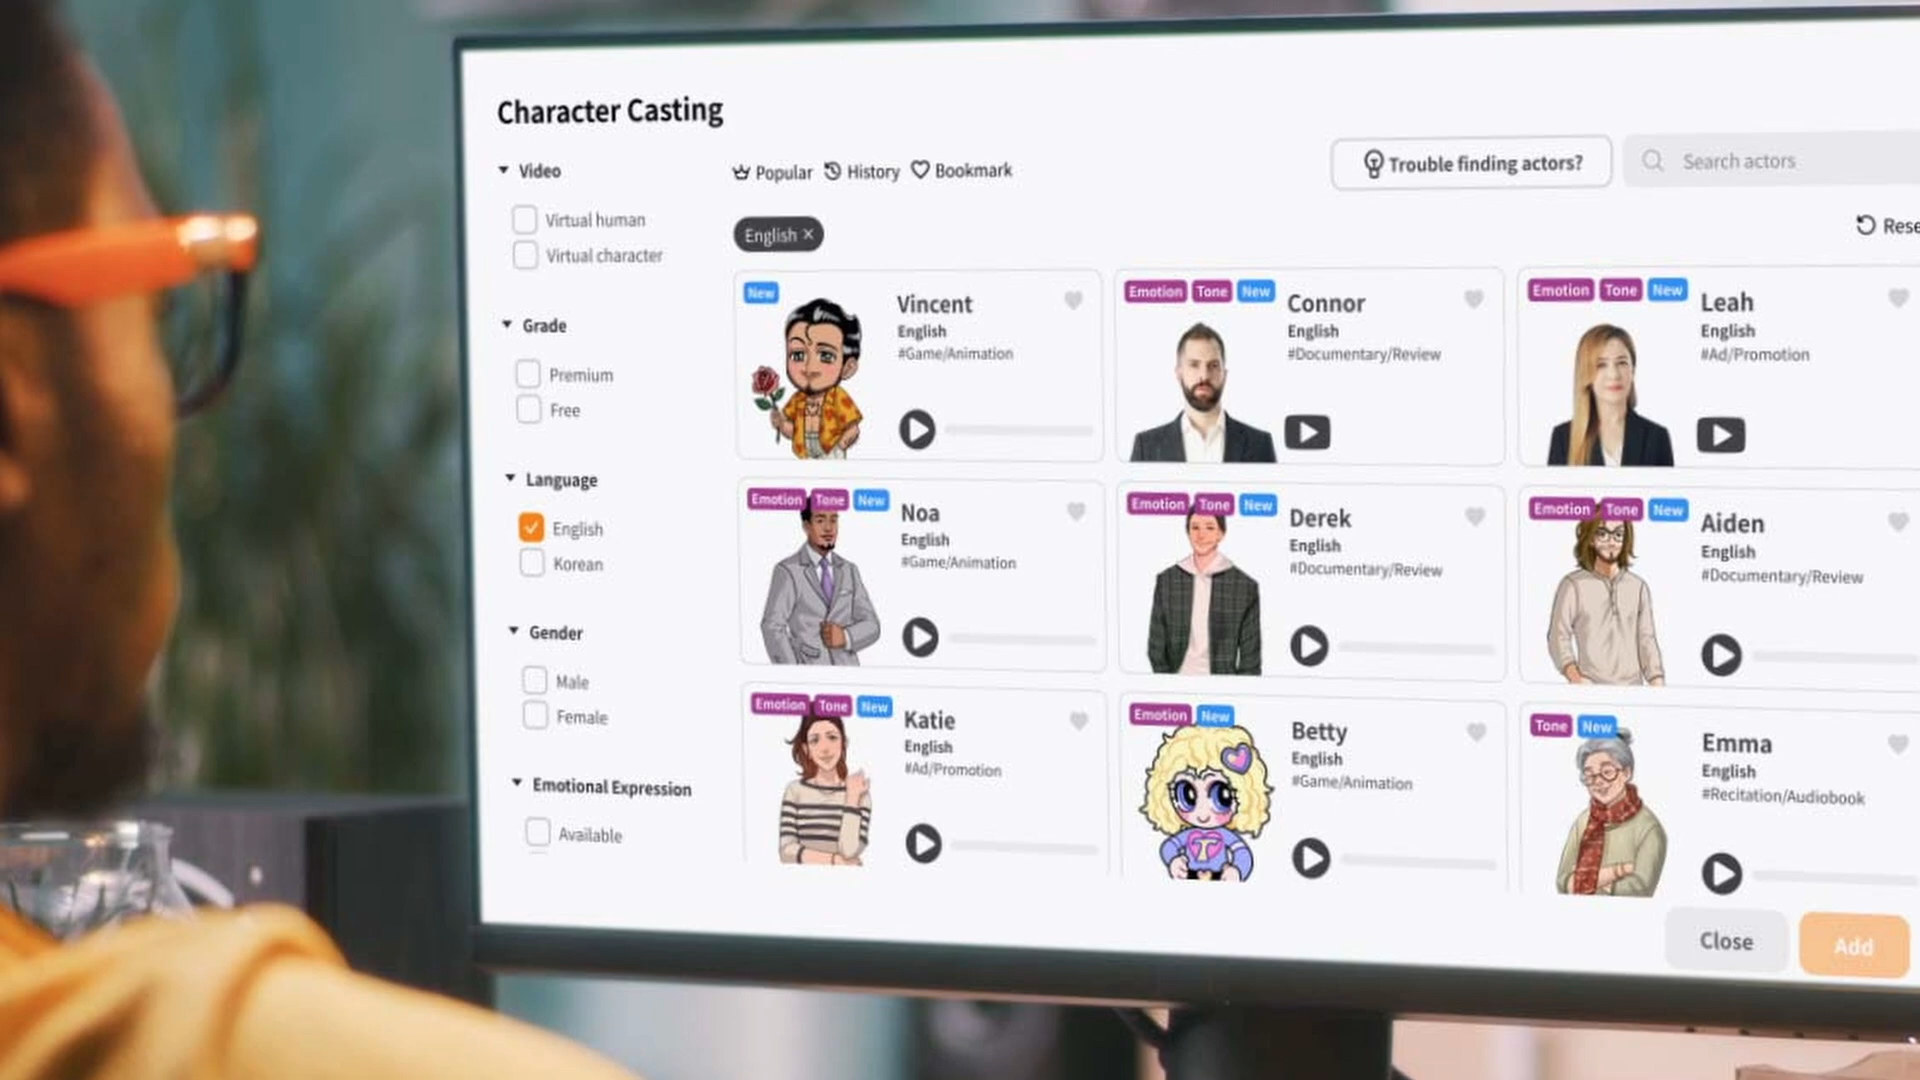 Character Casting
Video
Virtual human
Virtual character
Grade
Premium
Free
Language
English
Korean
Gender
Male
Female
Emotional Expression
Available
Popular History Bookmark
Trouble finding actors?
Search actors
English ×
Rese
New
Vincent
English
#Game/Animation
Emotion Tone New
Connor
English
#Documentary/Review
Emotion Tone New
Leah
English
#Ad/Promotion
Emotion Tone New
Noa
English
#Game/Animation
Emotion Tone New
Derek
English
#Documentary/Review
Emotion Tone New
Aiden
English
#Documentary/Review
Emotion Tone New
Katie
English
#Ad/Promotion
Emotion New
Betty
English
#Game/Animation
T
Tone New
Emma
English
#Recitation/Audiobook
Close
Add